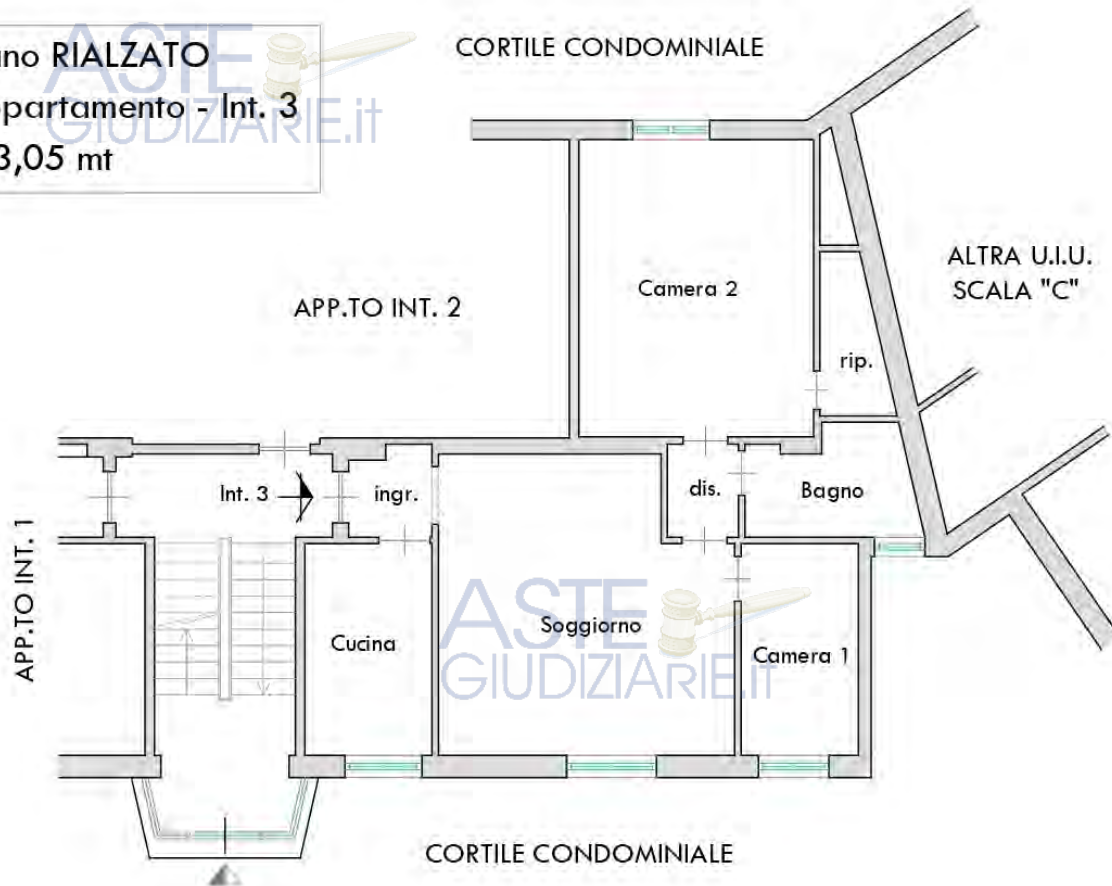 ano RIALZATO
ppartamento - Int. 3
3,05 mt
ASTE
GIUDIZIARIE.it
CORTILE CONDOMINIALE
ALTRA U.I.U.
SCALA "C"
Camera 2
APP.TO INT. 2
rip.
Int. 3
ingr.
dis.
Bagno
APP.TO INT. 1
ASTE
GIUDIZIARIE.it
Cucina
Soggiorno
Camera 1
CORTILE CONDOMINIALE